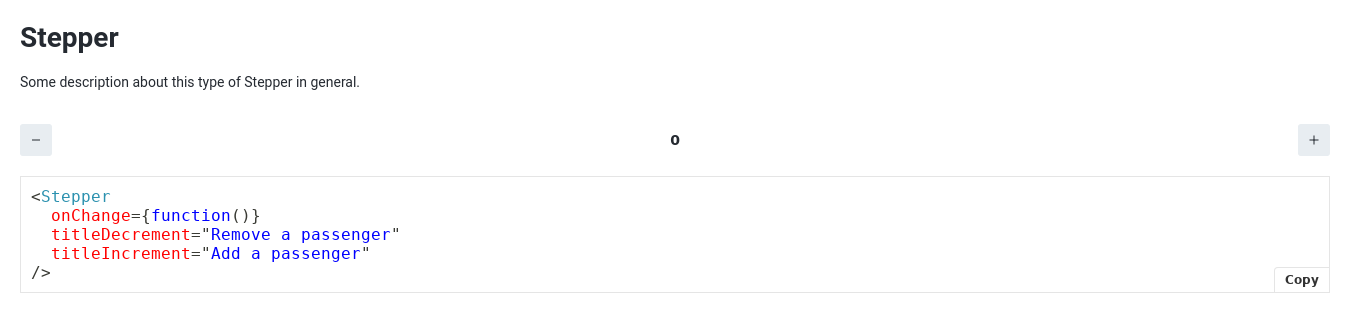 Stepper
Some description about this type of Stepper in general.
− 0 +
<Stepper
  onChange={function()}
  titleDecrement="Remove a passenger"
  titleIncrement="Add a passenger"
/>
Copy